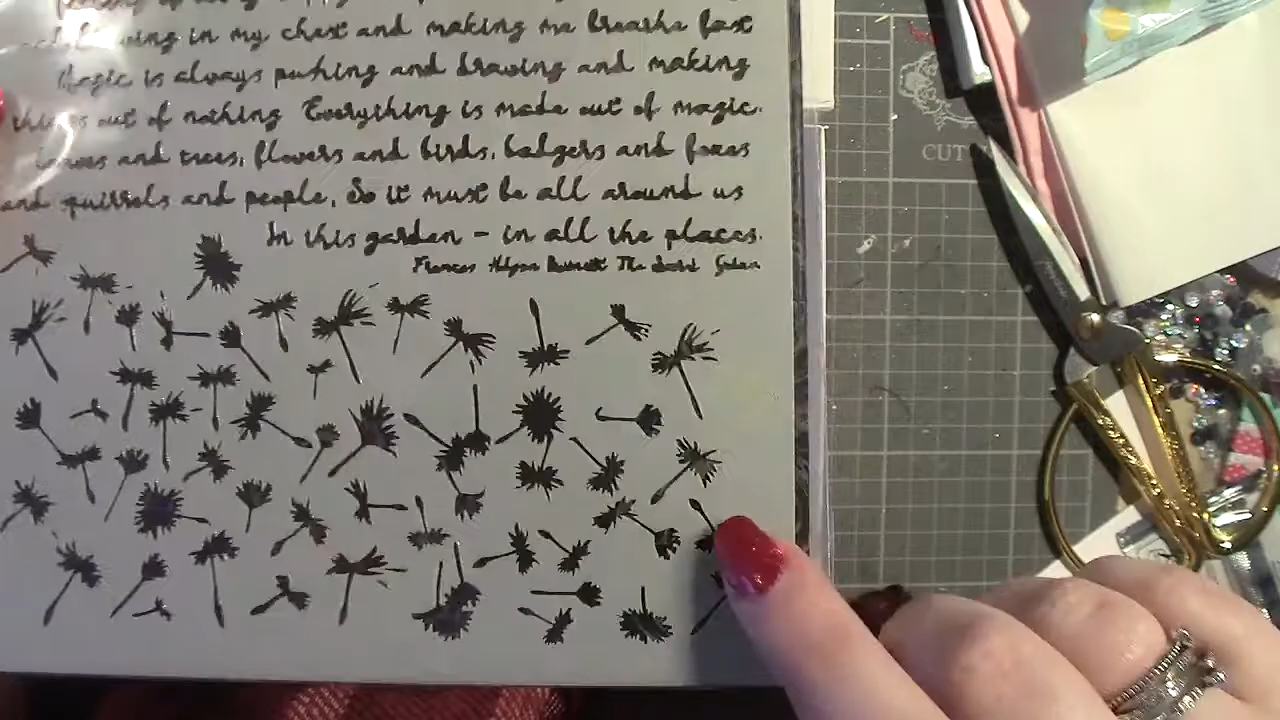 in my chest and making me breathe fast
Magic is always pushing and drawing and making
things out of nothing Everything is made out of magic.
leaves and trees, flowers and birds, badgers and foxes
and squirrels and people, So it must be all around us
In this garden - in all the places.
Frances Hdgson Burnett The Secret Garden
CUT